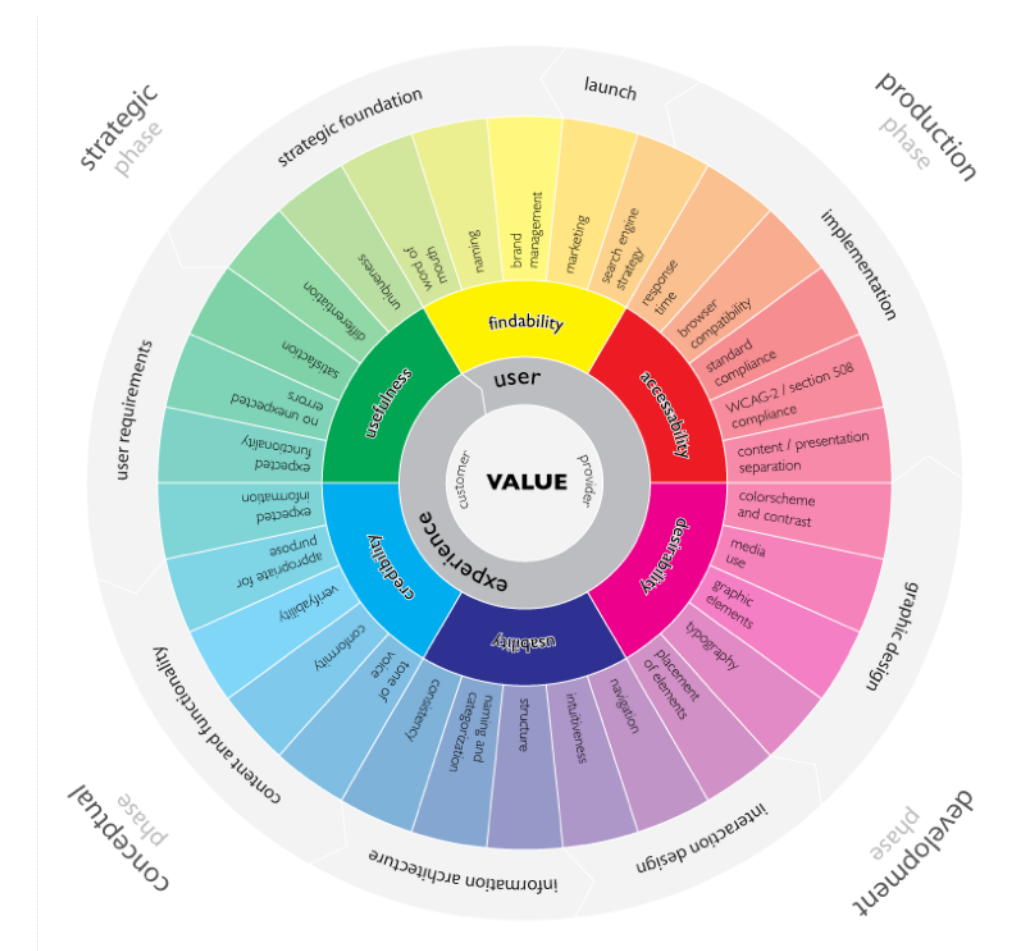 strategic
phase
production
phase
development
phase
conceptual
phase
strategic foundation
launch
implementation
graphic design
interaction design
information architecture
content and functionality
user requirements
brand
management
marketing
search engine
strategy
response
time
browser
compatibility
standard
compliance
WCAG-2 / section 508
compliance
content / presentation
separation
colorscheme
and contrast
media
use
graphic
elements
typography
placement
of elements
navigation
intuitiveness
structure
naming and
categorization
consistency
tone of
voice
conformity
verifyability
appropriate for
purpose
expected
information
expected
functionality
no unexpected
errors
satisfaction
differentiation
uniqueness
word of
mouth
naming
findability
accessability
desirability
usability
credibility
usefulness
user
experience
customer
VALUE
provider